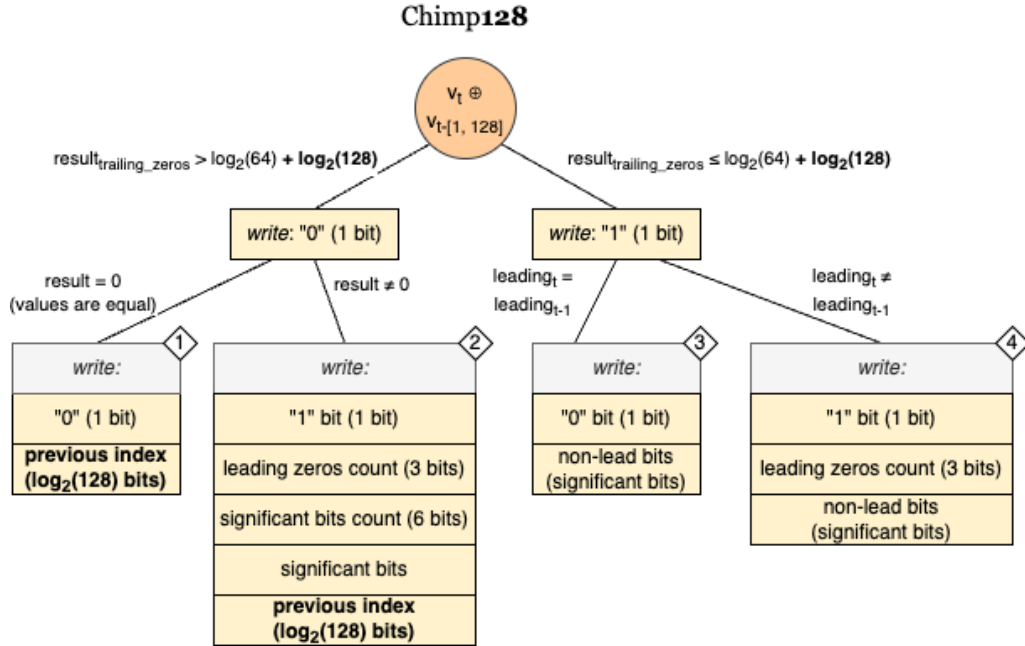 Chimp128
v_t ⊕
v_t-[1, 128]
result_trailing_zeros > log₂(64) + log₂(128)
result_trailing_zeros ≤ log₂(64) + log₂(128)
write: "0" (1 bit)
write: "1" (1 bit)
result = 0
(values are equal)
result ≠ 0
leading_t =
leading_t-1
leading_t ≠
leading_t-1
1
write:
"0" (1 bit)
previous index
(log₂(128) bits)
2
write:
"1" bit (1 bit)
leading zeros count (3 bits)
significant bits count (6 bits)
significant bits
previous index
(log₂(128) bits)
3
write:
"0" bit (1 bit)
non-lead bits
(significant bits)
4
write:
"1" bit (1 bit)
leading zeros count (3 bits)
non-lead bits
(significant bits)